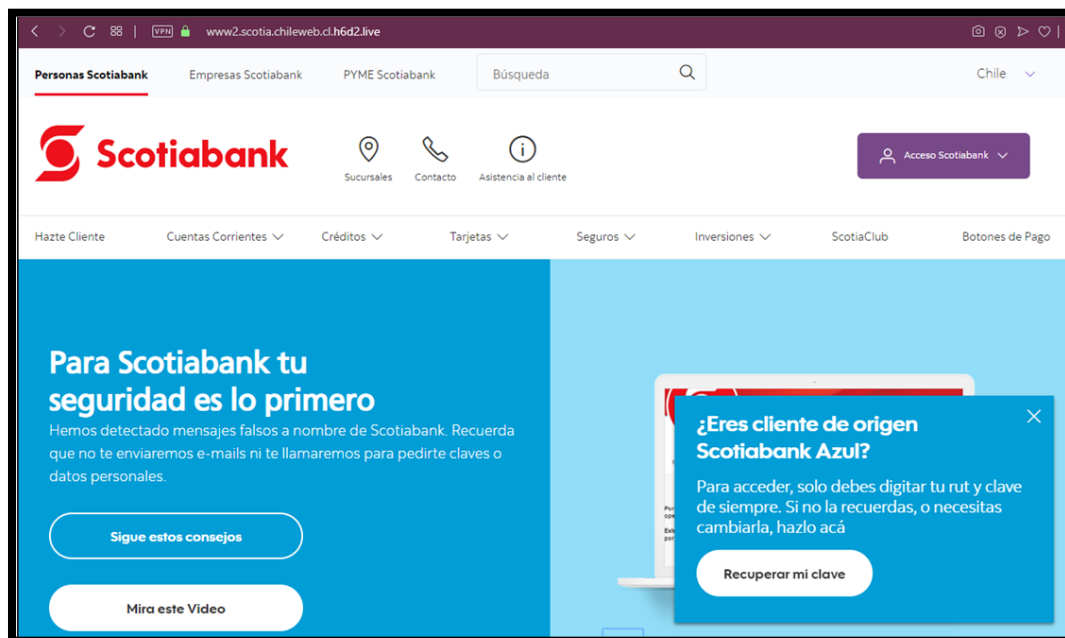 VPN www2.scotia.chileweb.cl.h6d2.live
Personas Scotiabank Empresas Scotiabank PYME Scotiabank Búsqueda Chile
Scotiabank
Sucursales Contacto Asistencia al cliente
Acceso Scotiabank
Hazte Cliente Cuentas Corrientes Créditos Tarjetas Seguros Inversiones ScotiaClub Botones de Pago
Para Scotiabank tu
seguridad es lo primero
Hemos detectado mensajes falsos a nombre de Scotiabank. Recuerda
que no te enviaremos e-mails ni te llamaremos para pedirte claves o
datos personales.
Sigue estos consejos
Mira este Video
¿Eres cliente de origen
Scotiabank Azul?
Para acceder, solo debes digitar tu rut y clave
de siempre. Si no la recuerdas, o necesitas
cambiarla, hazlo acá
Recuperar mi clave